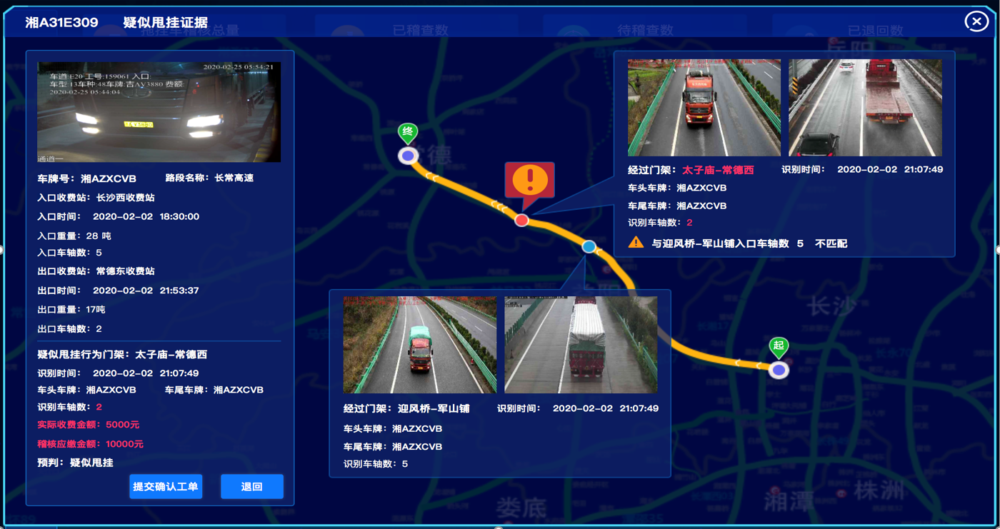 湘A31E309 疑似甩挂证据
拖挂车稽核总量
已稽查数
待稽查数
已退回数
2020-02-25 05:54:21
车道:E20 工号:159061 入口:
车型:13车种:48车牌:吉AY3880 费额:
2020-02-25 05:44:04
通道一
车牌号：湘AZXCVB 路段名称：长常高速
入口收费站：长沙西收费站
入口时间： 2020-02-02 18:30:00
入口重量：28 吨
入口车轴数：5
出口收费站：常德东收费站
出口时间： 2020-02-02 21:53:37
出口重量：17吨
出口车轴数：2
疑似甩挂行为门架：太子庙-常德西
识别时间： 2020-02-02 21:07:49
车头车牌：湘AZXCVB 车尾车牌：湘AZXCVB
识别车轴数：2
实际收费金额：5000元
稽核应缴金额：10000元
预判：疑似甩挂
提交确认工单 退回
终
常德
岳阳
经过门架：太子庙-常德西 识别时间： 2020-02-02 21:07:49
车头车牌：湘AZXCVB
车尾车牌：湘AZXCVB
识别车轴数：2
与迎风桥-军山铺入口车轴数 5 不匹配
经过门架：迎风桥-军山铺 识别时间： 2020-02-02 21:07:49
车头车牌：湘AZXCVB
车尾车牌：湘AZXCVB
识别车轴数：5
起
长沙
株洲
湘潭
娄底